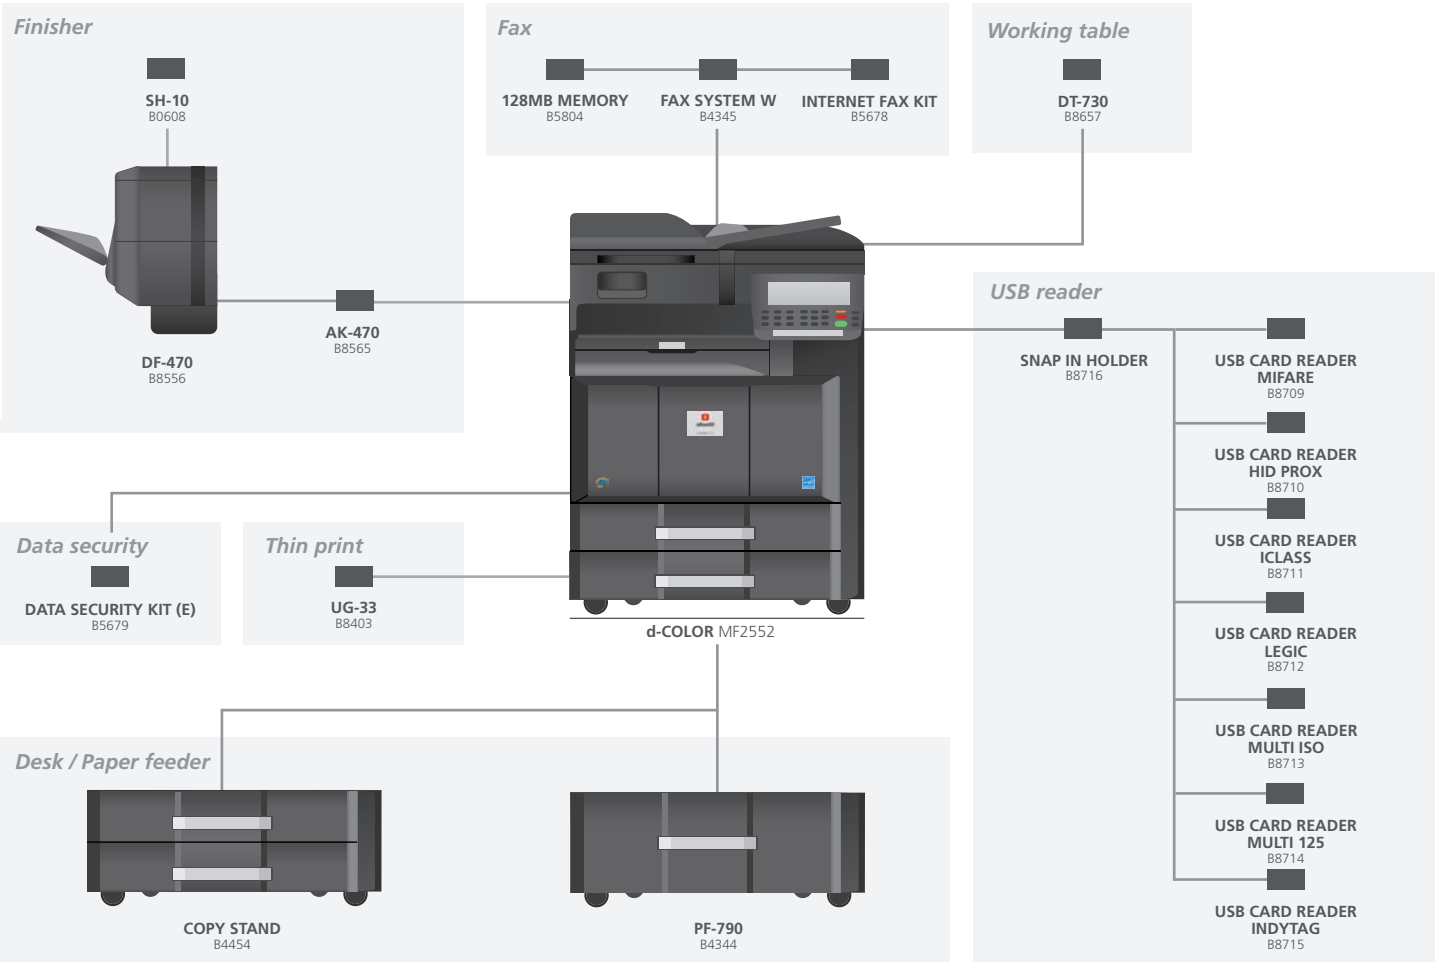 Finisher
SH-10
B0608
DF-470
B8556
AK-470
B8565
Fax
128MB MEMORY
B5804
FAX SYSTEM W
B4345
INTERNET FAX KIT
B5678
Working table
DT-730
B8657
USB reader
SNAP IN HOLDER
B8716
USB CARD READER
MIFARE
B8709
USB CARD READER
HID PROX
B8710
USB CARD READER
ICLASS
B8711
USB CARD READER
LEGIC
B8712
USB CARD READER
MULTI ISO
B8713
USB CARD READER
MULTI 125
B8714
USB CARD READER
INDYTAG
B8715
Data security
DATA SECURITY KIT (E)
B5679
Thin print
UG-33
B8403
d-COLOR MF2552
Desk / Paper feeder
COPY STAND
B4454
PF-790
B4344